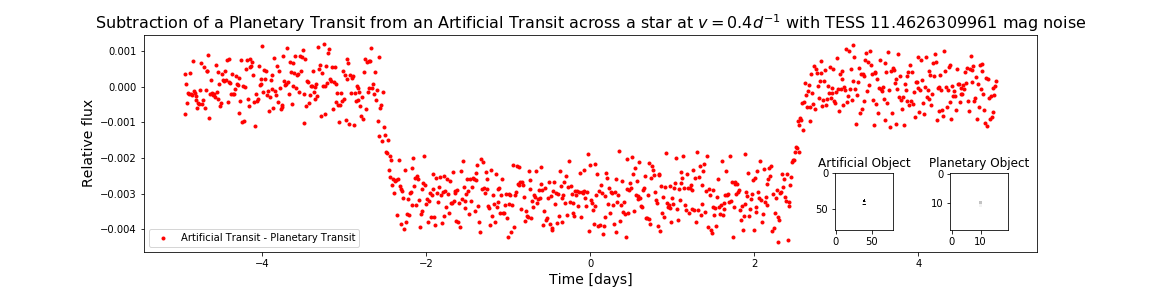 Subtraction of a Planetary Transit from an Artificial Transit across a star at v = 0.4d⁻¹ with TESS 11.4626309961 mag noise
Relative flux
0.001
0.000
−0.001
−0.002
−0.003
−0.004
Artificial Transit - Planetary Transit
Artificial Object
0
50
0 50
Planetary Object
0
10
0 10
−4 −2 0 2 4
Time [days]